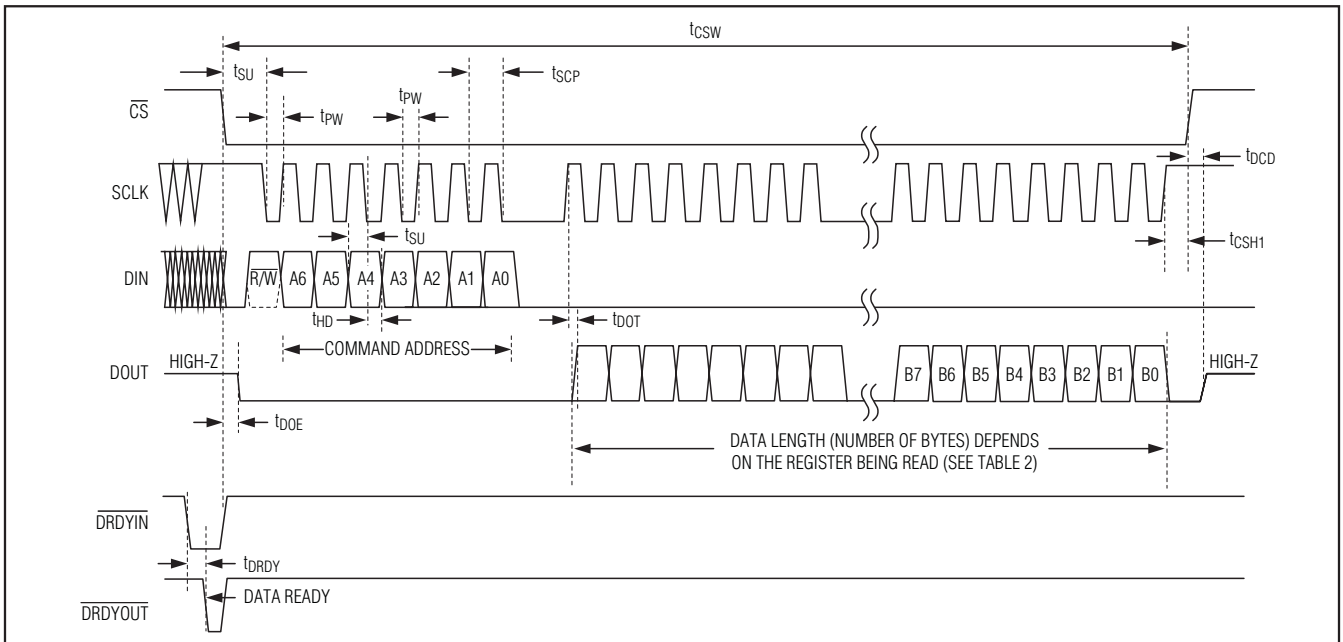 tCSW
tSU
tSCP
CS
tPW
tPW
tDCD
SCLK
tSU
tCSH1
DIN
R/W A6 A5 A4 A3 A2 A1 A0
tHD
tDOT
COMMAND ADDRESS
HIGH-Z
HIGH-Z
DOUT
B7 B6 B5 B4 B3 B2 B1 B0
tDOE
DATA LENGTH (NUMBER OF BYTES) DEPENDS
ON THE REGISTER BEING READ (SEE TABLE 2)
DRDYIN
tDRDY
DATA READY
DRDYOUT